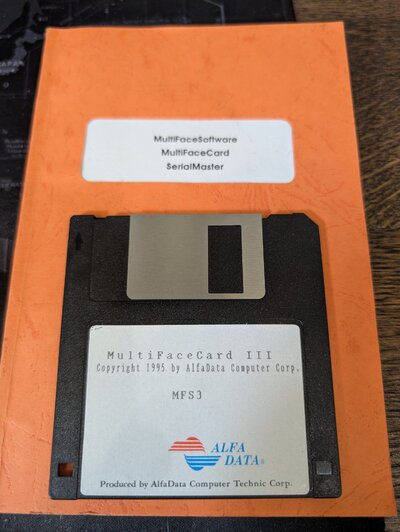 MultiFaceSoftware
MultiFaceCard
SerialMaster
MultiFaceCard III
Copyright 1995 by AlfaData Computer Corp.
MFS3
ALFA
DATA®
Produced by AlfaData Computer Technic Corp.